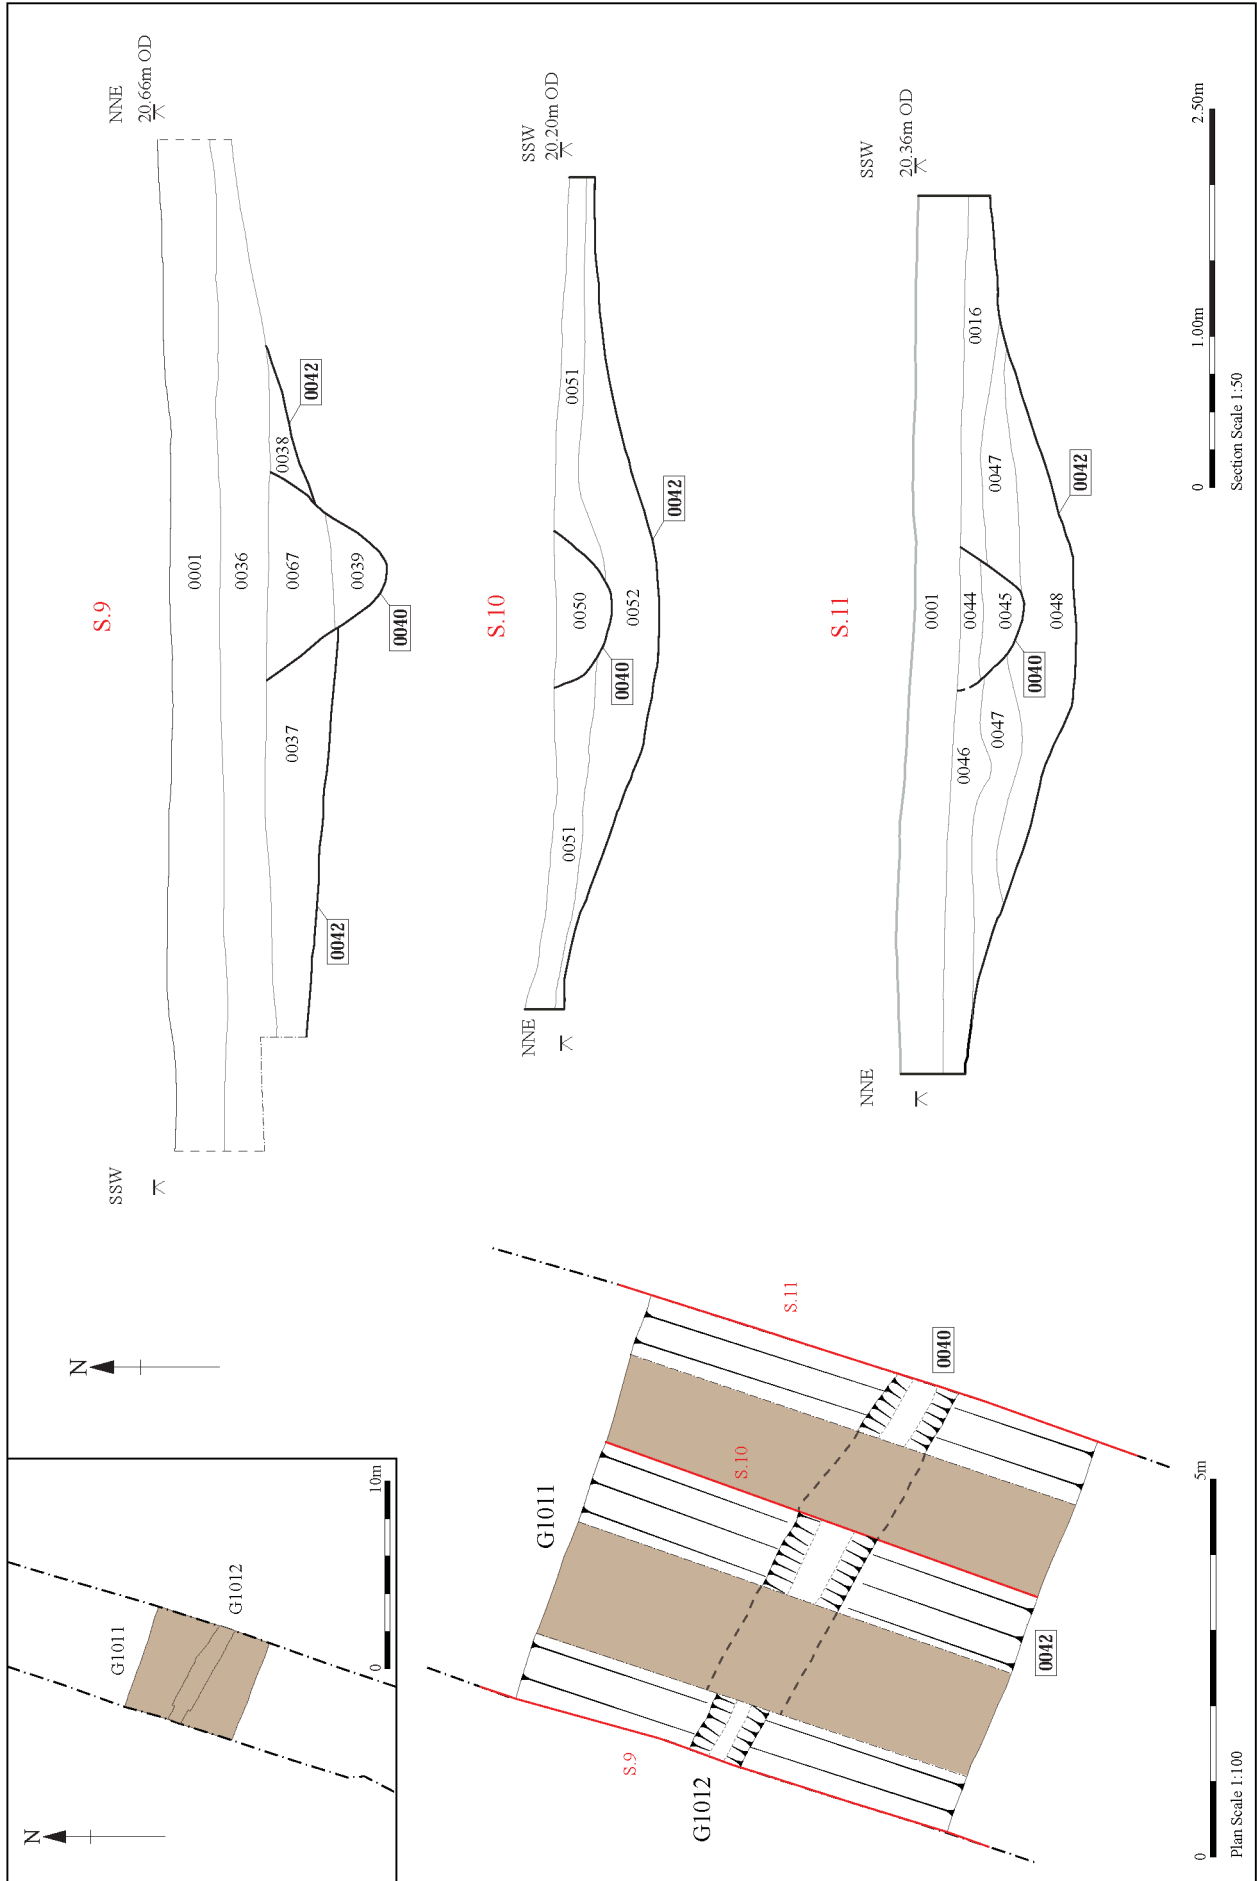 S.9
NNE
20.66m OD
SSW
0001
0036
0067
0039
0038
0037
0042
0040
0042
S.10
SSW
20.20m OD
NNE
0051
0050
0052
0051
0042
0040
S.11
SSW
20.36m OD
NNE
0001
0016
0044
0045
0046
0047
0047
0048
0042
0040
0
1.00m
2.50m
Section Scale 1:50
N
G1011
G1012
0
10m
N
G1011
G1012
S.9
S.10
S.11
0040
0042
0
5m
Plan Scale 1:100